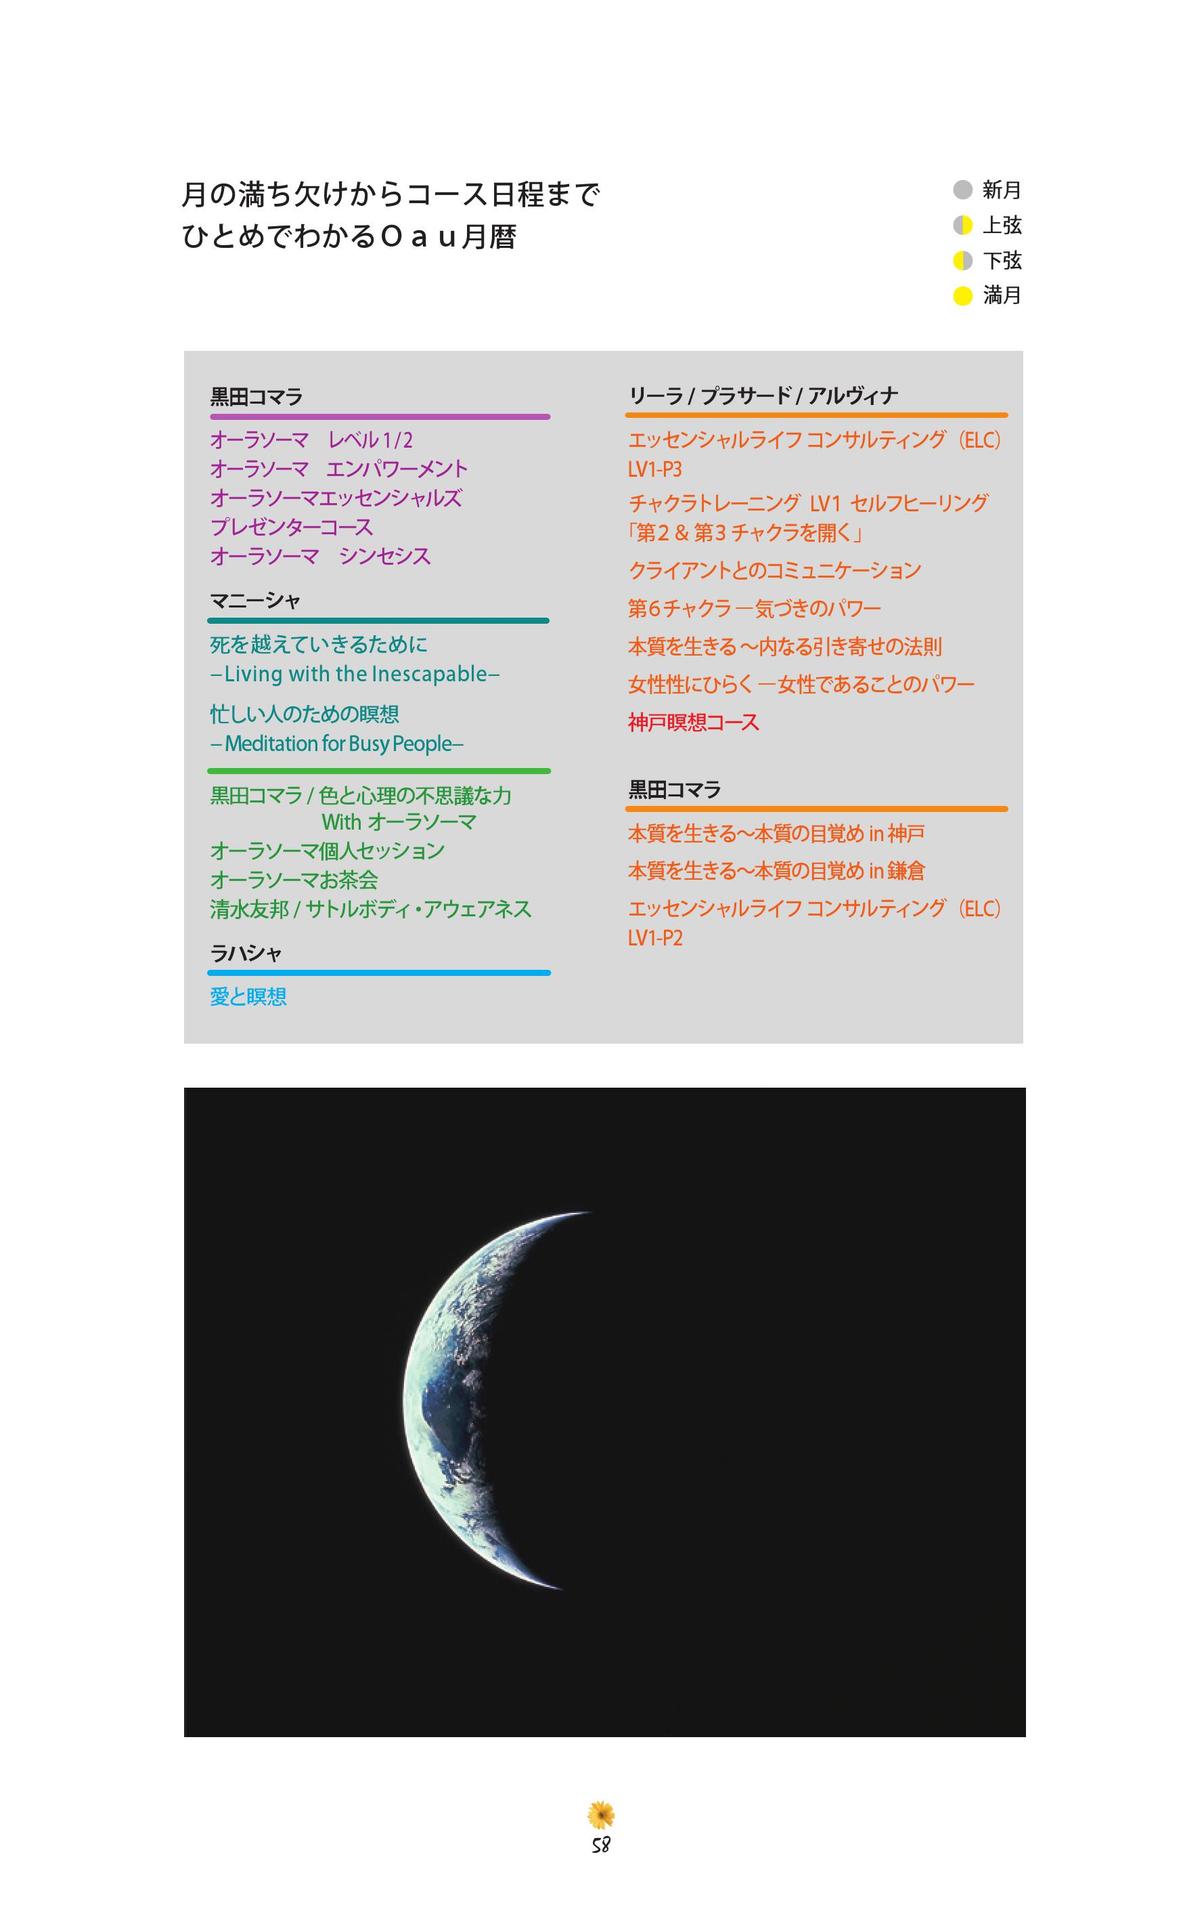 月の満ち欠けからコース日程まで
ひとめでわかるＯａｕ月暦
新月
上弦
下弦
満月
黒田コマラ
オーラソーマ　レベル1/2
オーラソーマ　エンパワーメント
オーラソーマエッセンシャルズ
プレゼンターコース
オーラソーマ　シンセシス
マニーシャ
死を越えていきるために
–Living with the Inescapable–
忙しい人のための瞑想
–Meditation for Busy People–
黒田コマラ / 色と心理の不思議な力
With オーラソーマ
オーラソーマ個人セッション
オーラソーマお茶会
清水友邦 / サトルボディ・アウェアネス
ラハシャ
愛と瞑想
リーラ / プラサード / アルヴィナ
エッセンシャルライフ コンサルティング（ELC）
LV1-P3
チャクラトレーニング LV1 セルフヒーリング
「第2 & 第3 チャクラを開く」
クライアントとのコミュニケーション
第6チャクラ ―気づきのパワー
本質を生きる ～内なる引き寄せの法則
女性性にひらく ―女性であることのパワー
神戸瞑想コース
黒田コマラ
本質を生きる～本質の目覚め in 神戸
本質を生きる～本質の目覚め in 鎌倉
エッセンシャルライフ コンサルティング（ELC）
LV1-P2
58